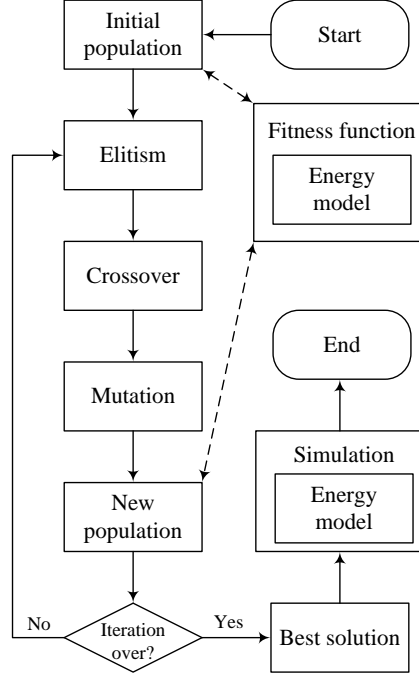 Initial
population
Start
Fitness function
Energy
model
Elitism
Crossover
Mutation
New
population
Iteration
over?
No
Yes
Best solution
Simulation
Energy
model
End